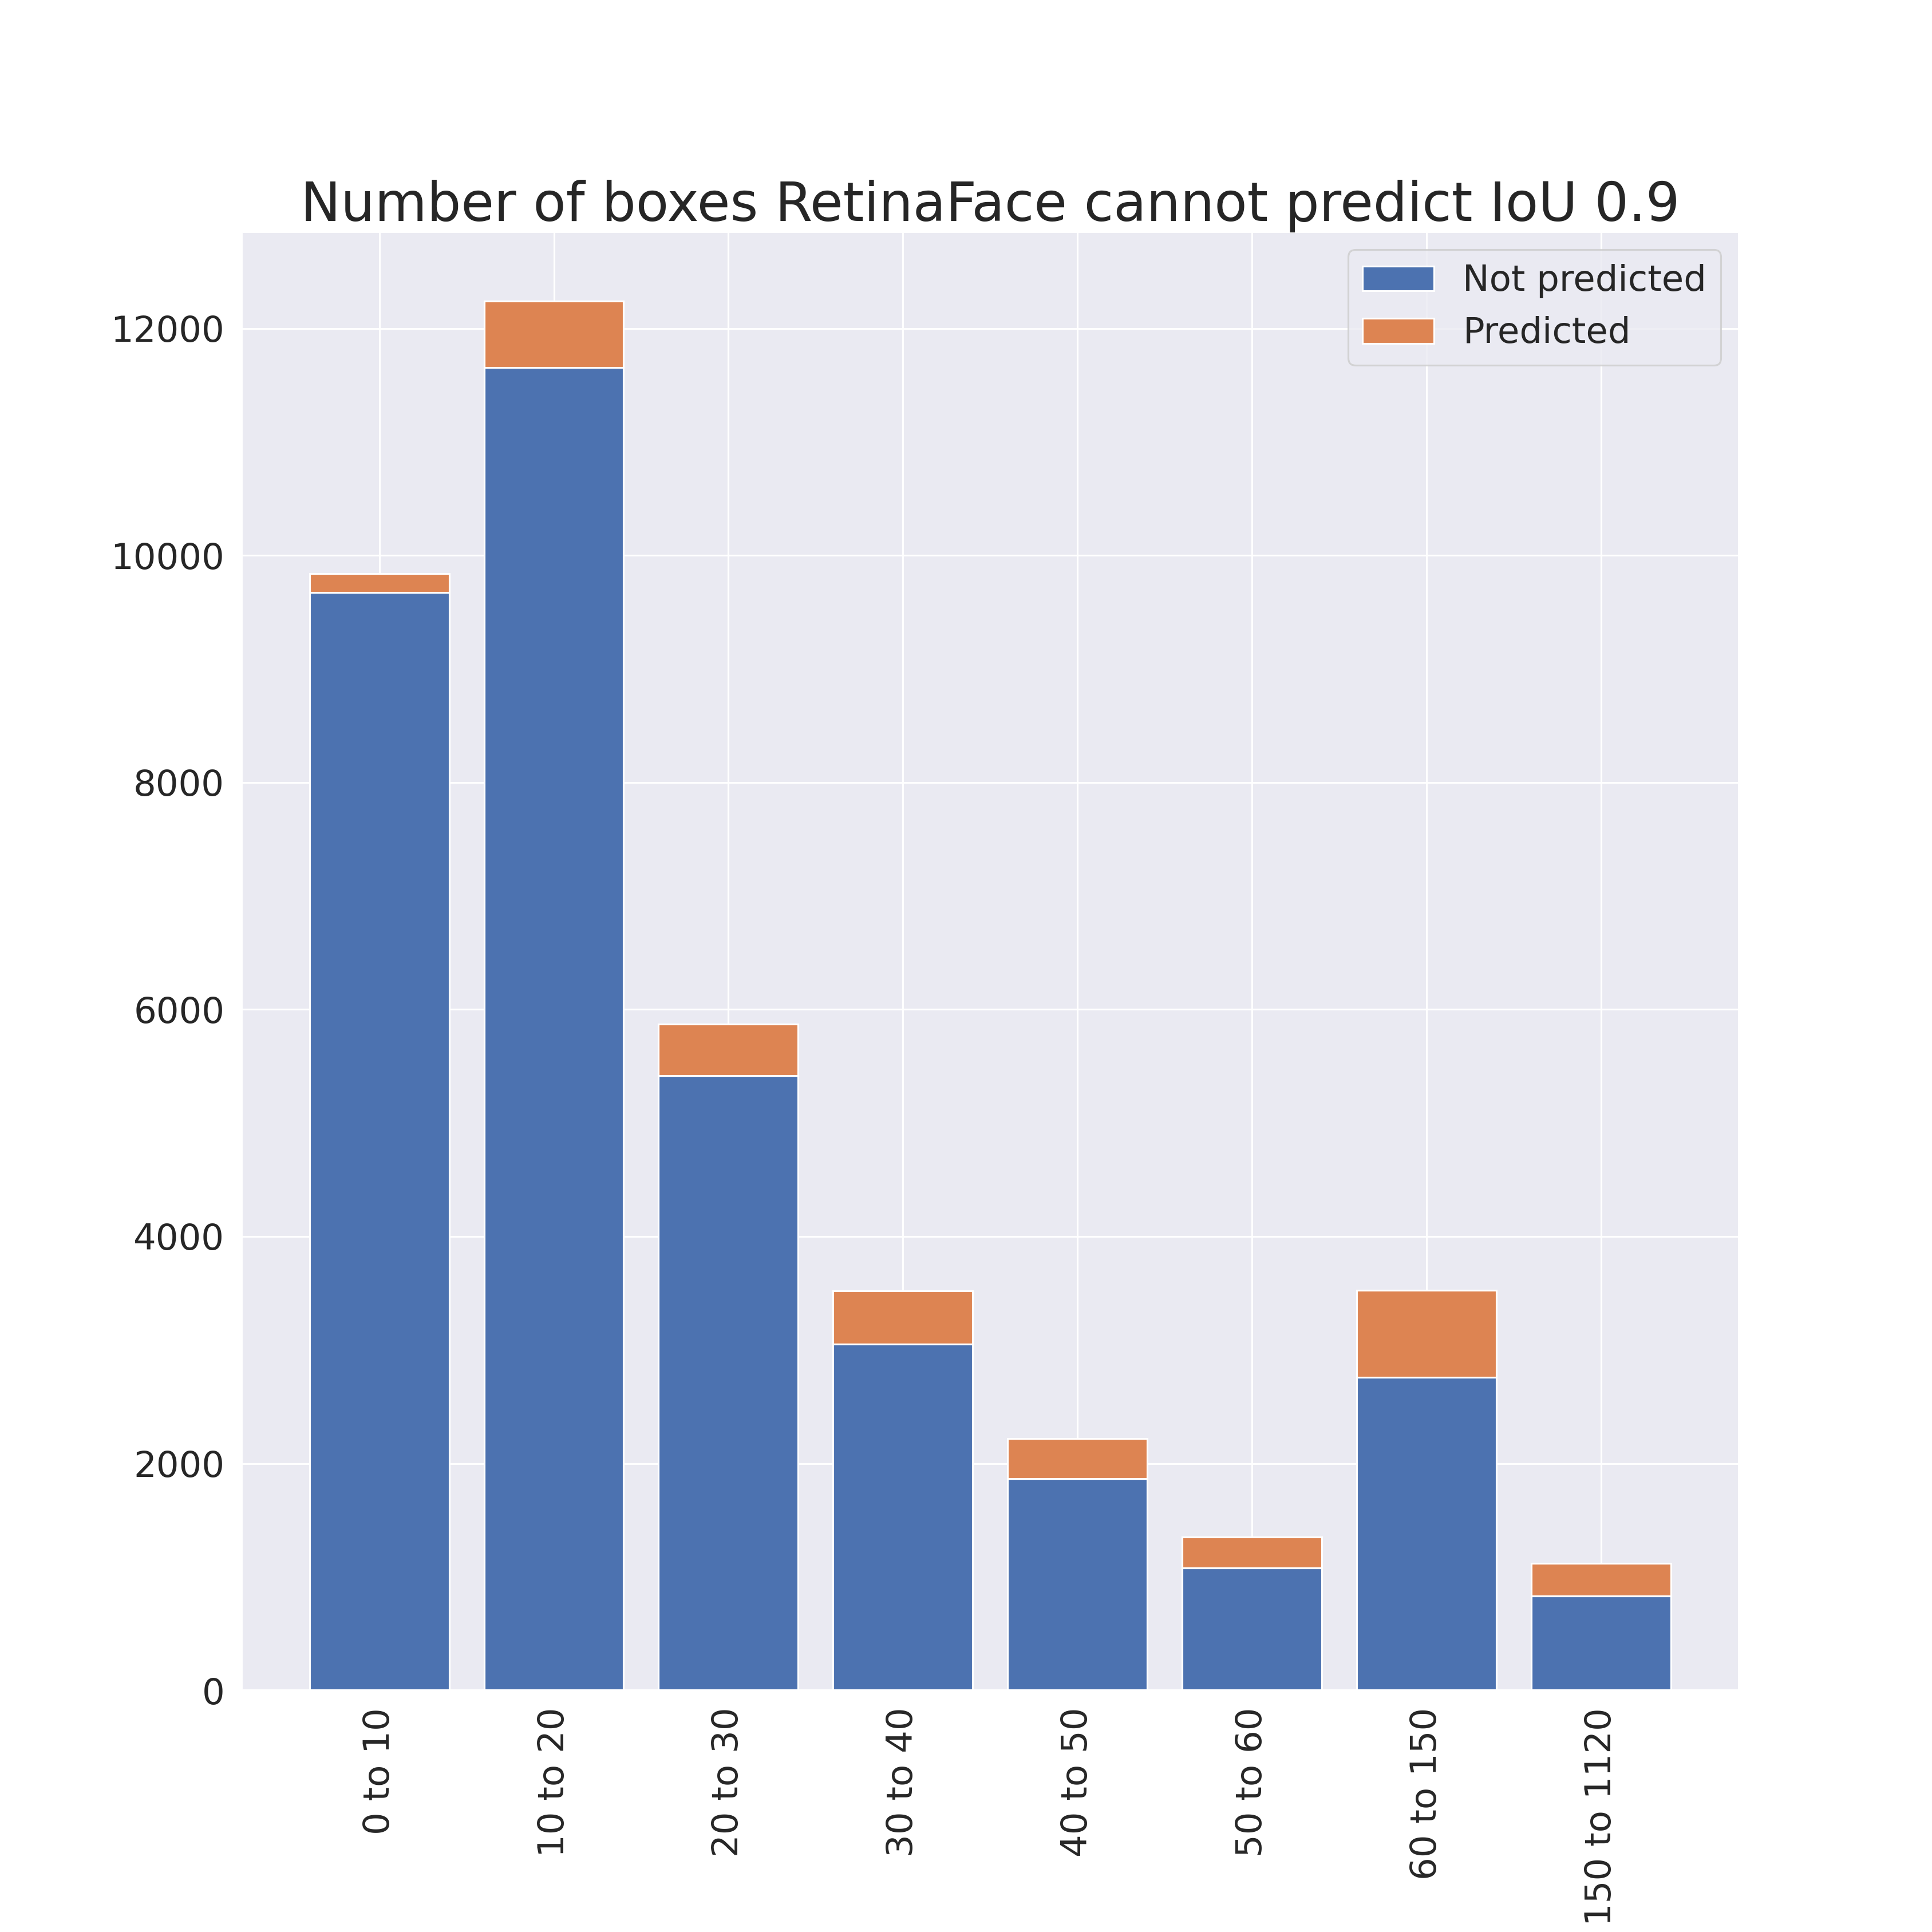 Number of boxes RetinaFace cannot predict IoU 0.9
Not predicted
Predicted
12000
10000
8000
6000
4000
2000
0
0 to 10
10 to 20
20 to 30
30 to 40
40 to 50
50 to 60
60 to 150
150 to 1120